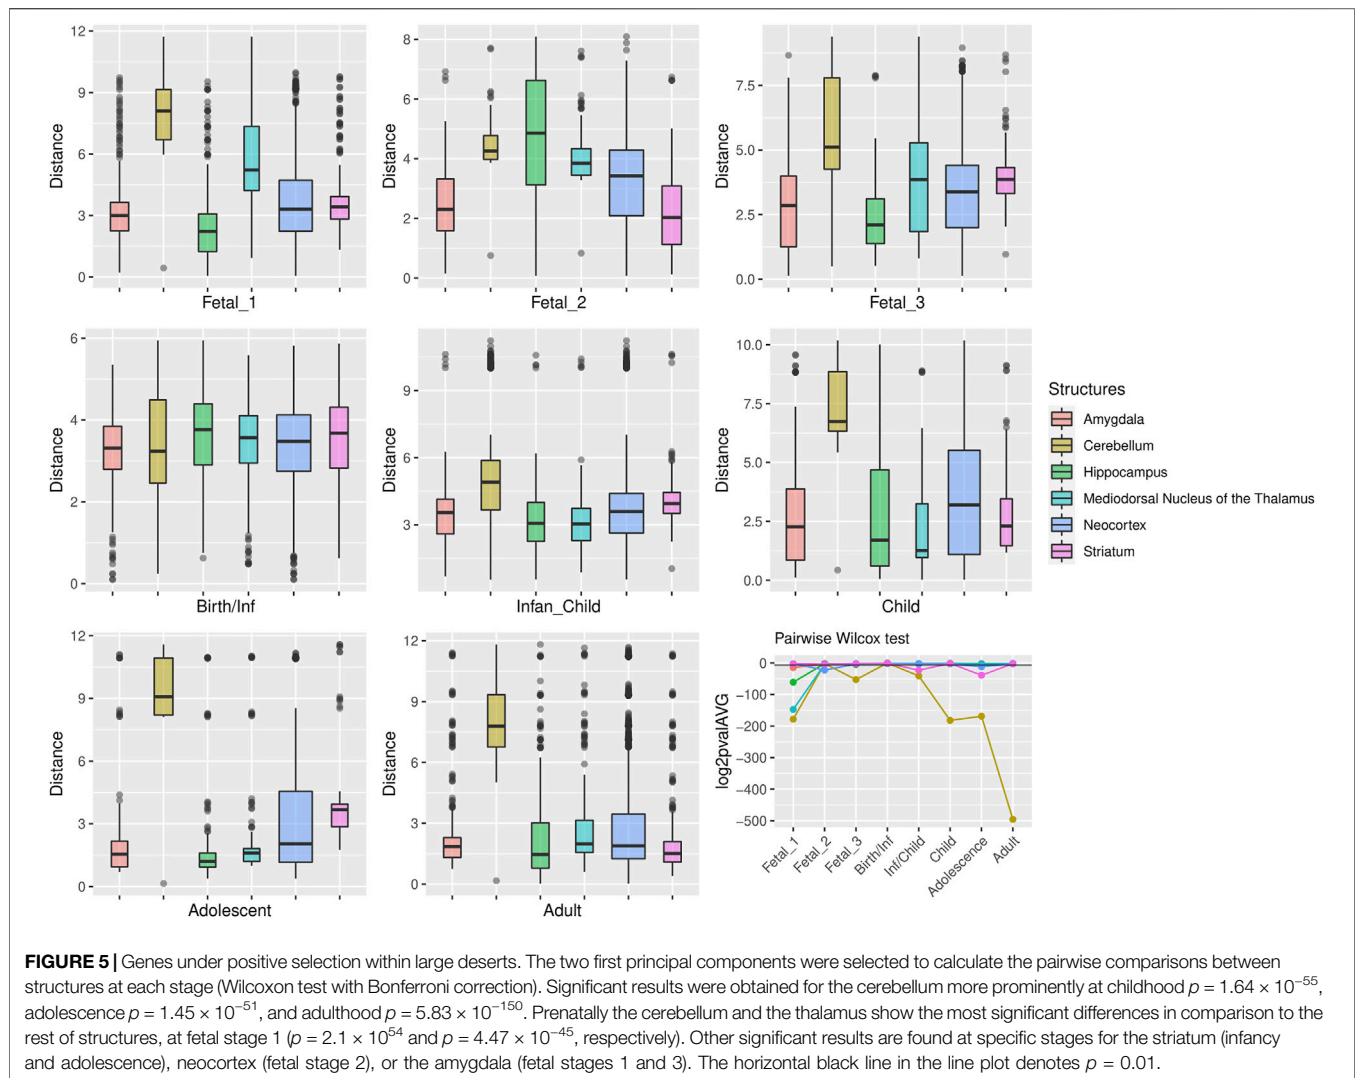 12
9
6
3
0
Distance
Fetal_1
8
6
4
2
0
Distance
Fetal_2
7.5
5.0
2.5
0.0
Distance
Fetal_3
6
4
2
0
Distance
Birth/Inf
9
6
3
Distance
Infan_Child
10.0
7.5
5.0
2.5
0.0
Distance
Child
Structures
Amygdala
Cerebellum
Hippocampus
Mediodorsal Nucleus of the Thalamus
Neocortex
Striatum
12
9
6
3
0
Distance
Adolescent
12
9
6
3
0
Distance
Adult
Pairwise Wilcox test
0
−100
−200
−300
−400
−500
log2pvalAVG
Fetal_1
Fetal_2
Fetal_3
Birth/Inf
Inf/Child
Child
Adolescence
Adult
FIGURE 5 | Genes under positive selection within large deserts. The two first principal components were selected to calculate the pairwise comparisons between
structures at each stage (Wilcoxon test with Bonferroni correction). Significant results were obtained for the cerebellum more prominently at childhood p = 1.64 × 10⁻⁵⁵,
adolescence p = 1.45 × 10⁻⁵¹, and adulthood p = 5.83 × 10⁻¹⁵⁰. Prenatally the cerebellum and the thalamus show the most significant differences in comparison to the
rest of structures, at fetal stage 1 (p = 2.1 × 10⁵⁴ and p = 4.47 × 10⁻⁴⁵, respectively). Other significant results are found at specific stages for the striatum (infancy
and adolescence), neocortex (fetal stage 2), or the amygdala (fetal stages 1 and 3). The horizontal black line in the line plot denotes p = 0.01.